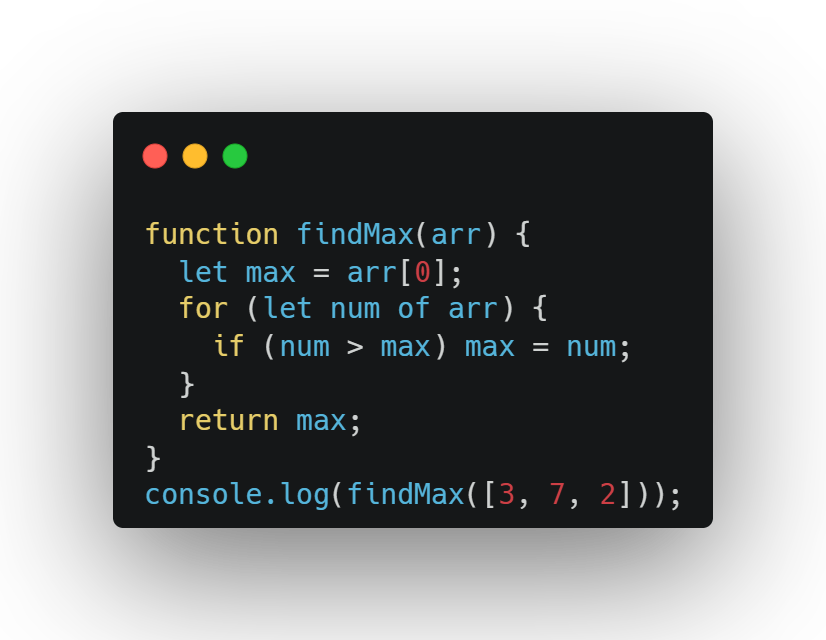 function findMax(arr) {
  let max = arr[0];
  for (let num of arr) {
    if (num > max) max = num;
  }
  return max;
}
console.log(findMax([3, 7, 2]));